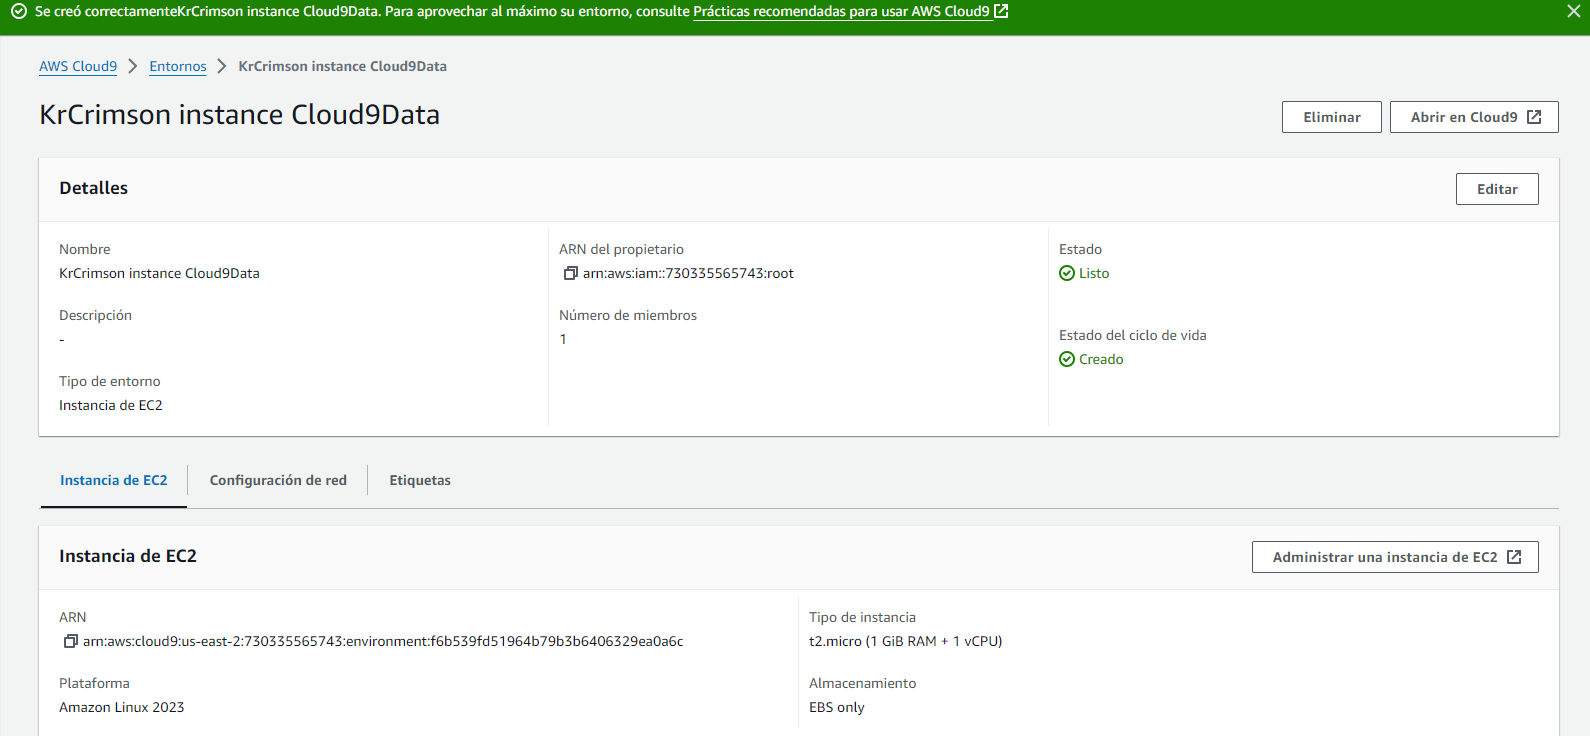 Se creó correctamenteKrCrimson instance Cloud9Data. Para aprovechar al máximo su entorno, consulte Prácticas recomendadas para usar AWS Cloud9
AWS Cloud9 > Entornos > KrCrimson instance Cloud9Data
KrCrimson instance Cloud9Data
Eliminar
Abrir en Cloud9
Detalles
Editar
Nombre
KrCrimson instance Cloud9Data
Descripción
-
Tipo de entorno
Instancia de EC2
ARN del propietario
arn:aws:iam::730335565743:root
Número de miembros
1
Estado
Listo
Estado del ciclo de vida
Creado
Instancia de EC2
Configuración de red
Etiquetas
Instancia de EC2
Administrar una instancia de EC2
ARN
arn:aws:cloud9:us-east-2:730335565743:environment:f6b539fd51964b79b3b6406329ea0a6c
Plataforma
Amazon Linux 2023
Tipo de instancia
t2.micro (1 GiB RAM + 1 vCPU)
Almacenamiento
EBS only